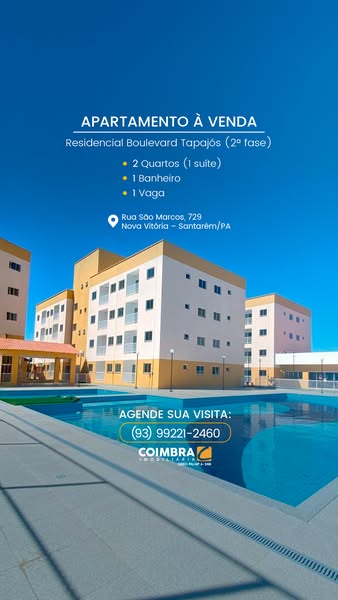 APARTAMENTO À VENDA
Residencial Boulevard Tapajós (2ª fase)
2 Quartos (1 suíte)
1 Banheiro
1 Vaga
Rua São Marcos, 729
Nova Vitória – Santarém/PA
AGENDE SUA VISITA:
(93) 99221-2460
COIMBRA
IMOBILIÁRIA